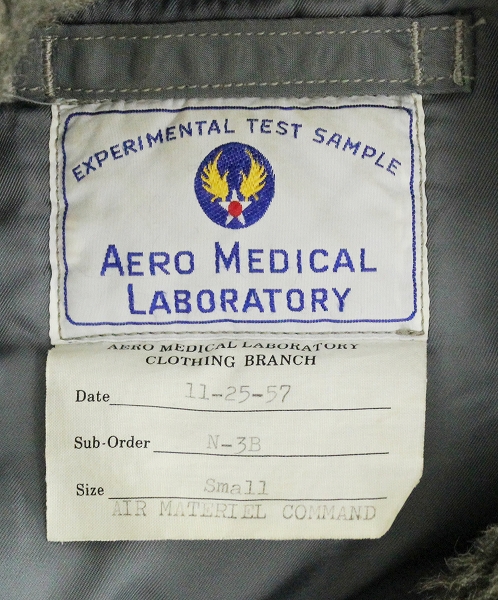 EXPERIMENTAL TEST SAMPLE
AERO MEDICAL
LABORATORY
AERO MEDICAL LABORATORY
CLOTHING BRANCH
Date 11-25-57
Sub-Order N-3B
Size Small
AIR MATERIEL COMMAND